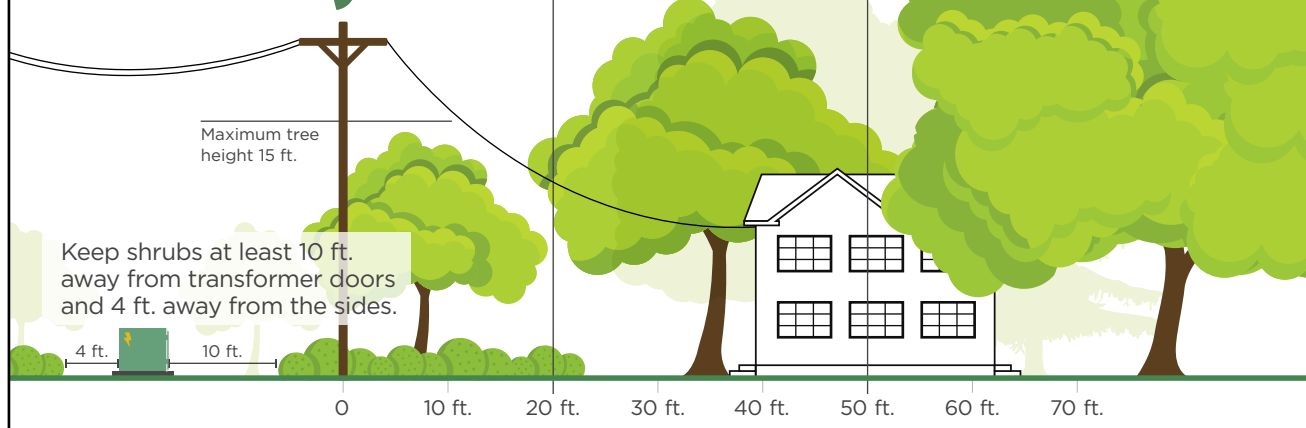 Maximum tree
height 15 ft.
Keep shrubs at least 10 ft.
away from transformer doors
and 4 ft. away from the sides.
4 ft. 10 ft.
0 10 ft. 20 ft. 30 ft. 40 ft. 50 ft. 60 ft. 70 ft.